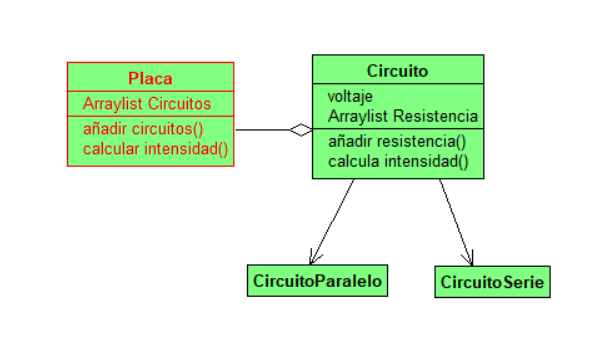 Placa
Arraylist Circuitos
añadir circuitos()
calcular intensidad()
Circuito
voltaje
Arraylist Resistencia
añadir resistencia()
calcula intensidad()
CircuitoParalelo
CircuitoSerie